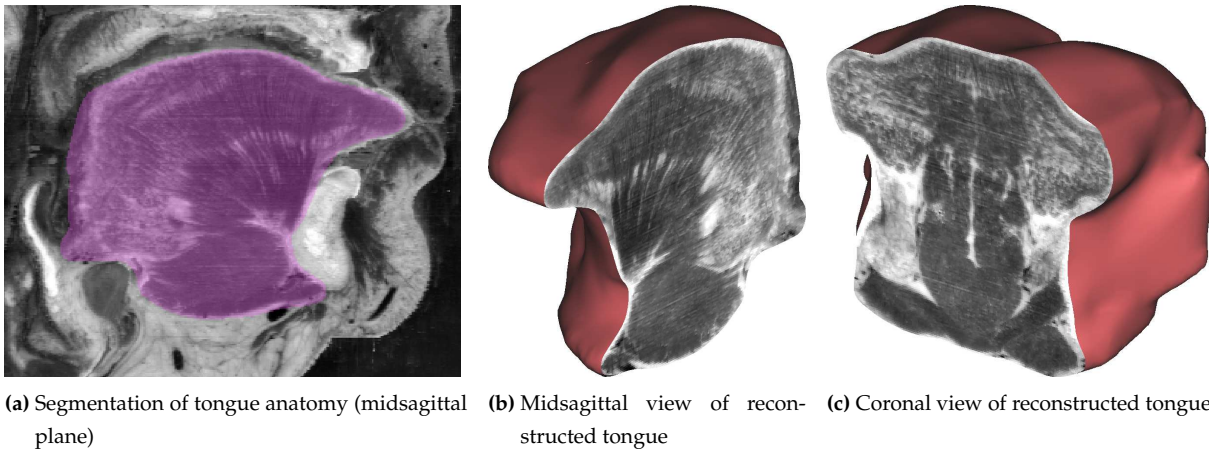 (a) Segmentation of tongue anatomy (midsagittal
plane)
(b) Midsagittal view of recon-
structed tongue
(c) Coronal view of reconstructed tongue